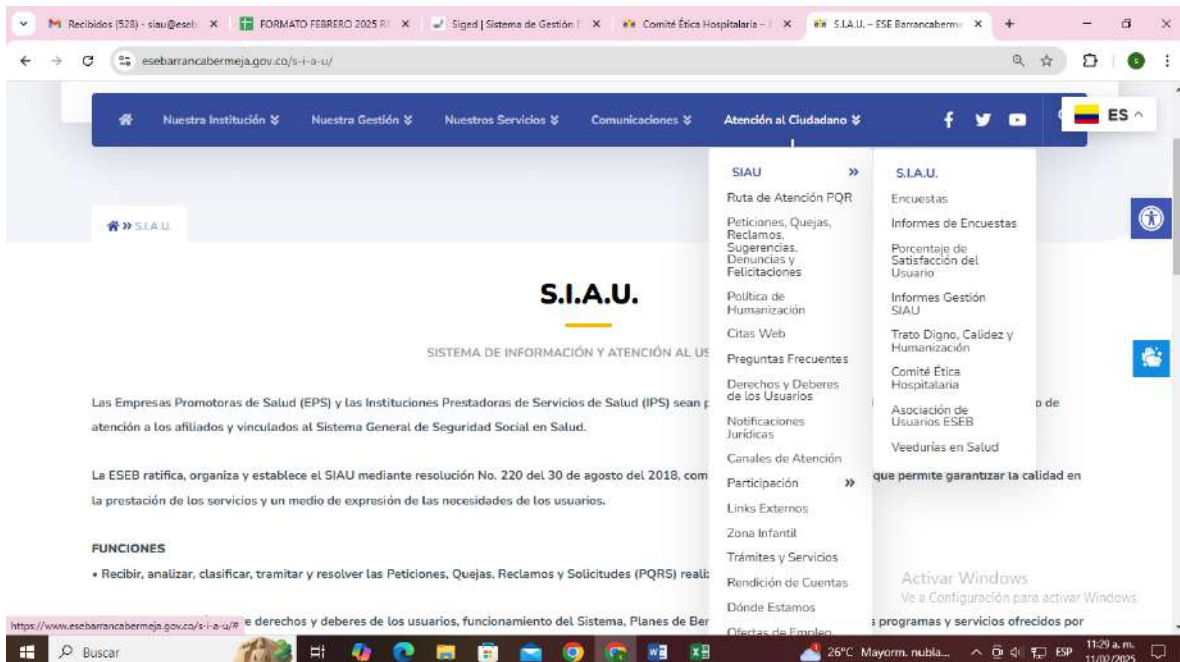 Recibidos (528) - siau@eseb
FORMATO FEBRERO 2025 R
Siged | Sistema de Gestión
Comité Ética Hospitalaria –
S.I.A.U. – ESE Barrancaberme
esebarrancabermeja.gov.co/s-i-a-u/
Nuestra Institución
Nuestra Gestión
Nuestros Servicios
Comunicaciones
Atención al Ciudadano
ES
S.I.A.U.
S.I.A.U.
SISTEMA DE INFORMACIÓN Y ATENCIÓN AL US
Las Empresas Promotoras de Salud (EPS) y las Instituciones Prestadoras de Servicios de Salud (IPS) sean p
o de
atención a los afiliados y vinculados al Sistema General de Seguridad Social en Salud.
La ESEB ratifica, organiza y establece el SIAU mediante resolución No. 220 del 30 de agosto del 2018, com
que permite garantizar la calidad en
la prestación de los servicios y un medio de expresión de las necesidades de los usuarios.
FUNCIONES
• Recibir, analizar, clasificar, tramitar y resolver las Peticiones, Quejas, Reclamos y Solicitudes (PQRS) reali
e derechos y deberes de los usuarios, funcionamiento del Sistema, Planes de Ber
s programas y servicios ofrecidos por
SIAU
Ruta de Atención PQR
Peticiones, Quejas,
Reclamos,
Sugerencias,
Denuncias y
Felicitaciones
Política de
Humanización
Citas Web
Preguntas Frecuentes
Derechos y Deberes
de los Usuarios
Notificaciones
Jurídicas
Canales de Atención
Participación
Links Externos
Zona Infantil
Trámites y Servicios
Rendición de Cuentas
Dónde Estamos
Ofertas de Empleo
S.I.A.U.
Encuestas
Informes de Encuestas
Porcentaje de
Satisfacción del
Usuario
Informes Gestión
SIAU
Trato Digno, Calidez y
Humanización
Comité Ética
Hospitalaria
Asociación de
Usuarios ESEB
Veedurías en Salud
Activar Windows
Ve a Configuración para activar Windows.
https://www.esebarrancabermeja.gov.co/s-i-a-u/#
Buscar
26°C Mayorm. nubla...
ESP
11:29 a. m.
11/02/2025